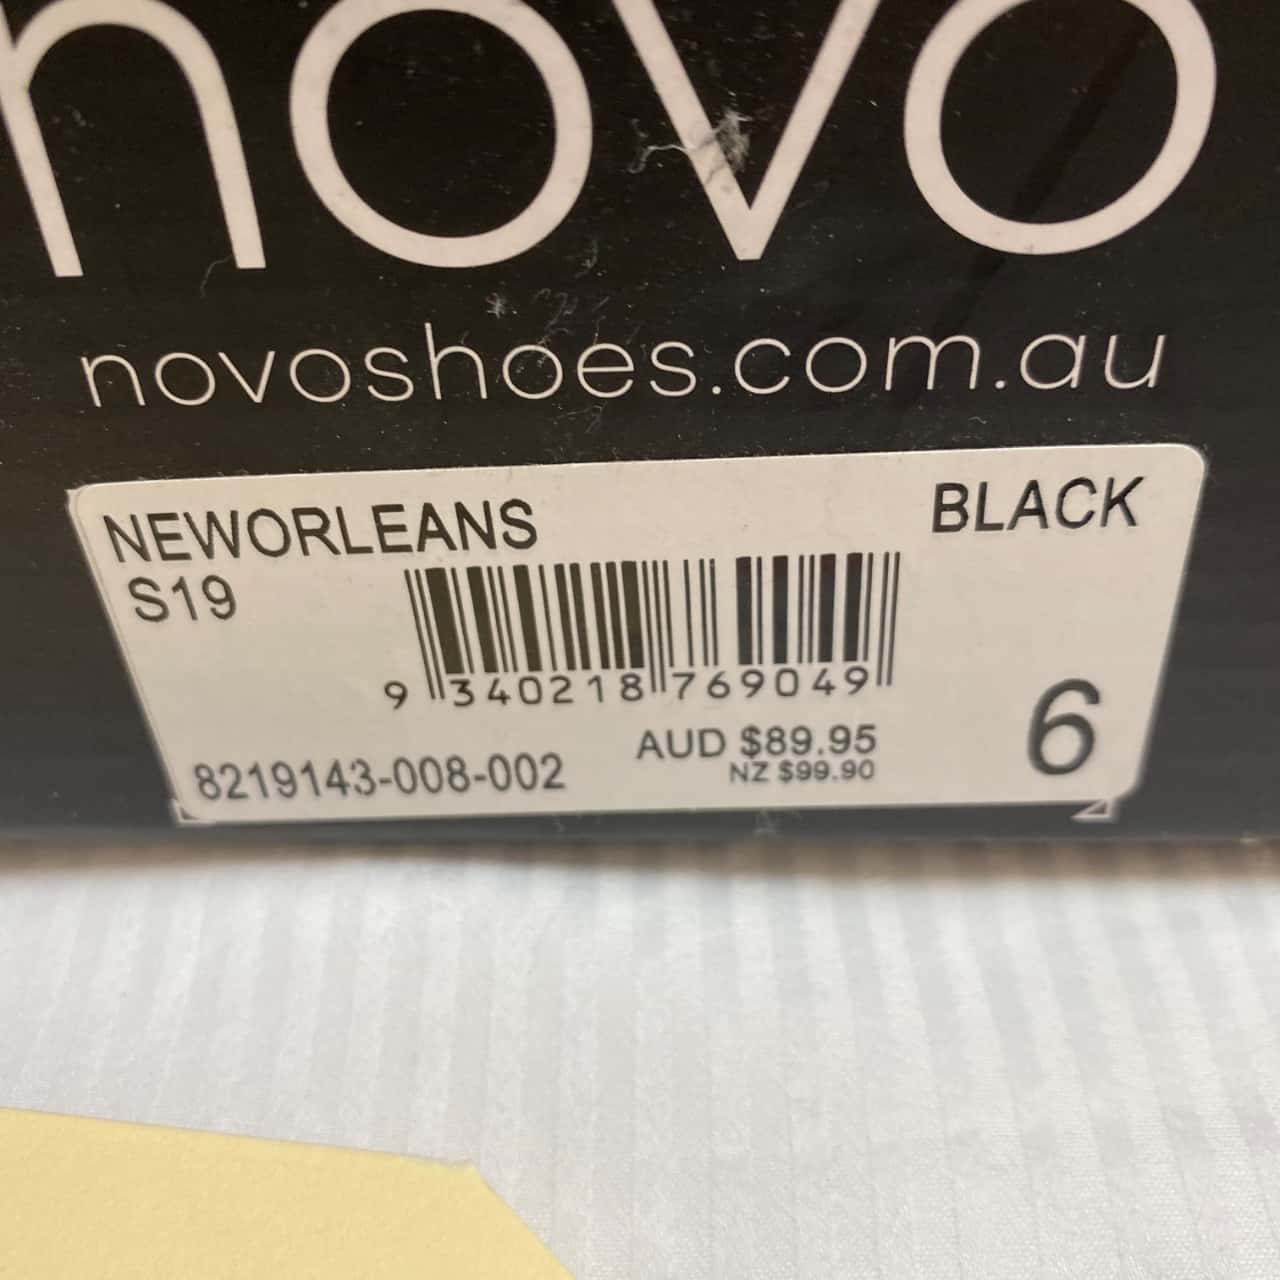 novo
novoshoes.com.au
NEWORLEANS BLACK
S19
9 340218 769049
8219143-008-002 AUD $89.95 6
NZ $99.90